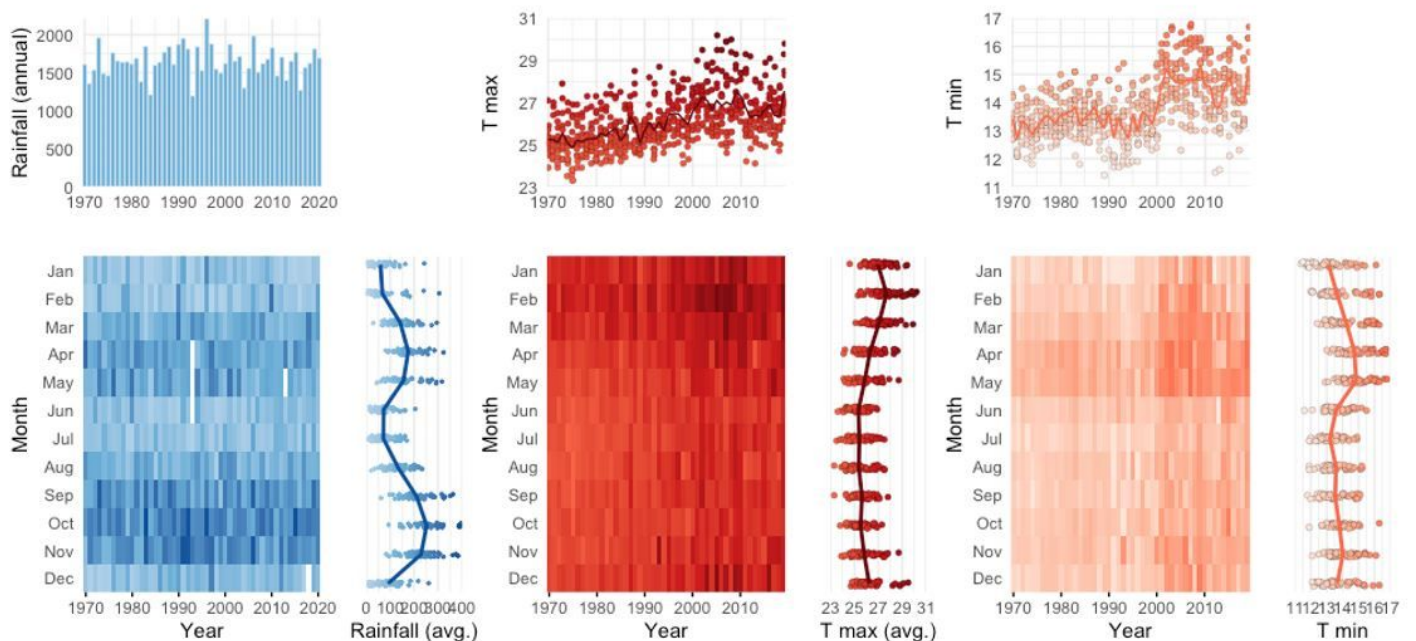 Rainfall (annual)
2000
1500
1000
500
0
1970 1980 1990 2000 2010 2020
T max
31
29
27
25
23
1970 1980 1990 2000 2010
T min
17
16
15
14
13
12
11
1970 1980 1990 2000 2010
Month
Jan
Feb
Mar
Apr
May
Jun
Jul
Aug
Sep
Oct
Nov
Dec
1970 1980 1990 2000 2010 2020
Year
0 100 200 300 400
Rainfall (avg.)
Month
Jan
Feb
Mar
Apr
May
Jun
Jul
Aug
Sep
Oct
Nov
Dec
1970 1980 1990 2000 2010
Year
23 25 27 29 31
T max (avg.)
Month
Jan
Feb
Mar
Apr
May
Jun
Jul
Aug
Sep
Oct
Nov
Dec
1970 1980 1990 2000 2010
Year
11121314151617
T min